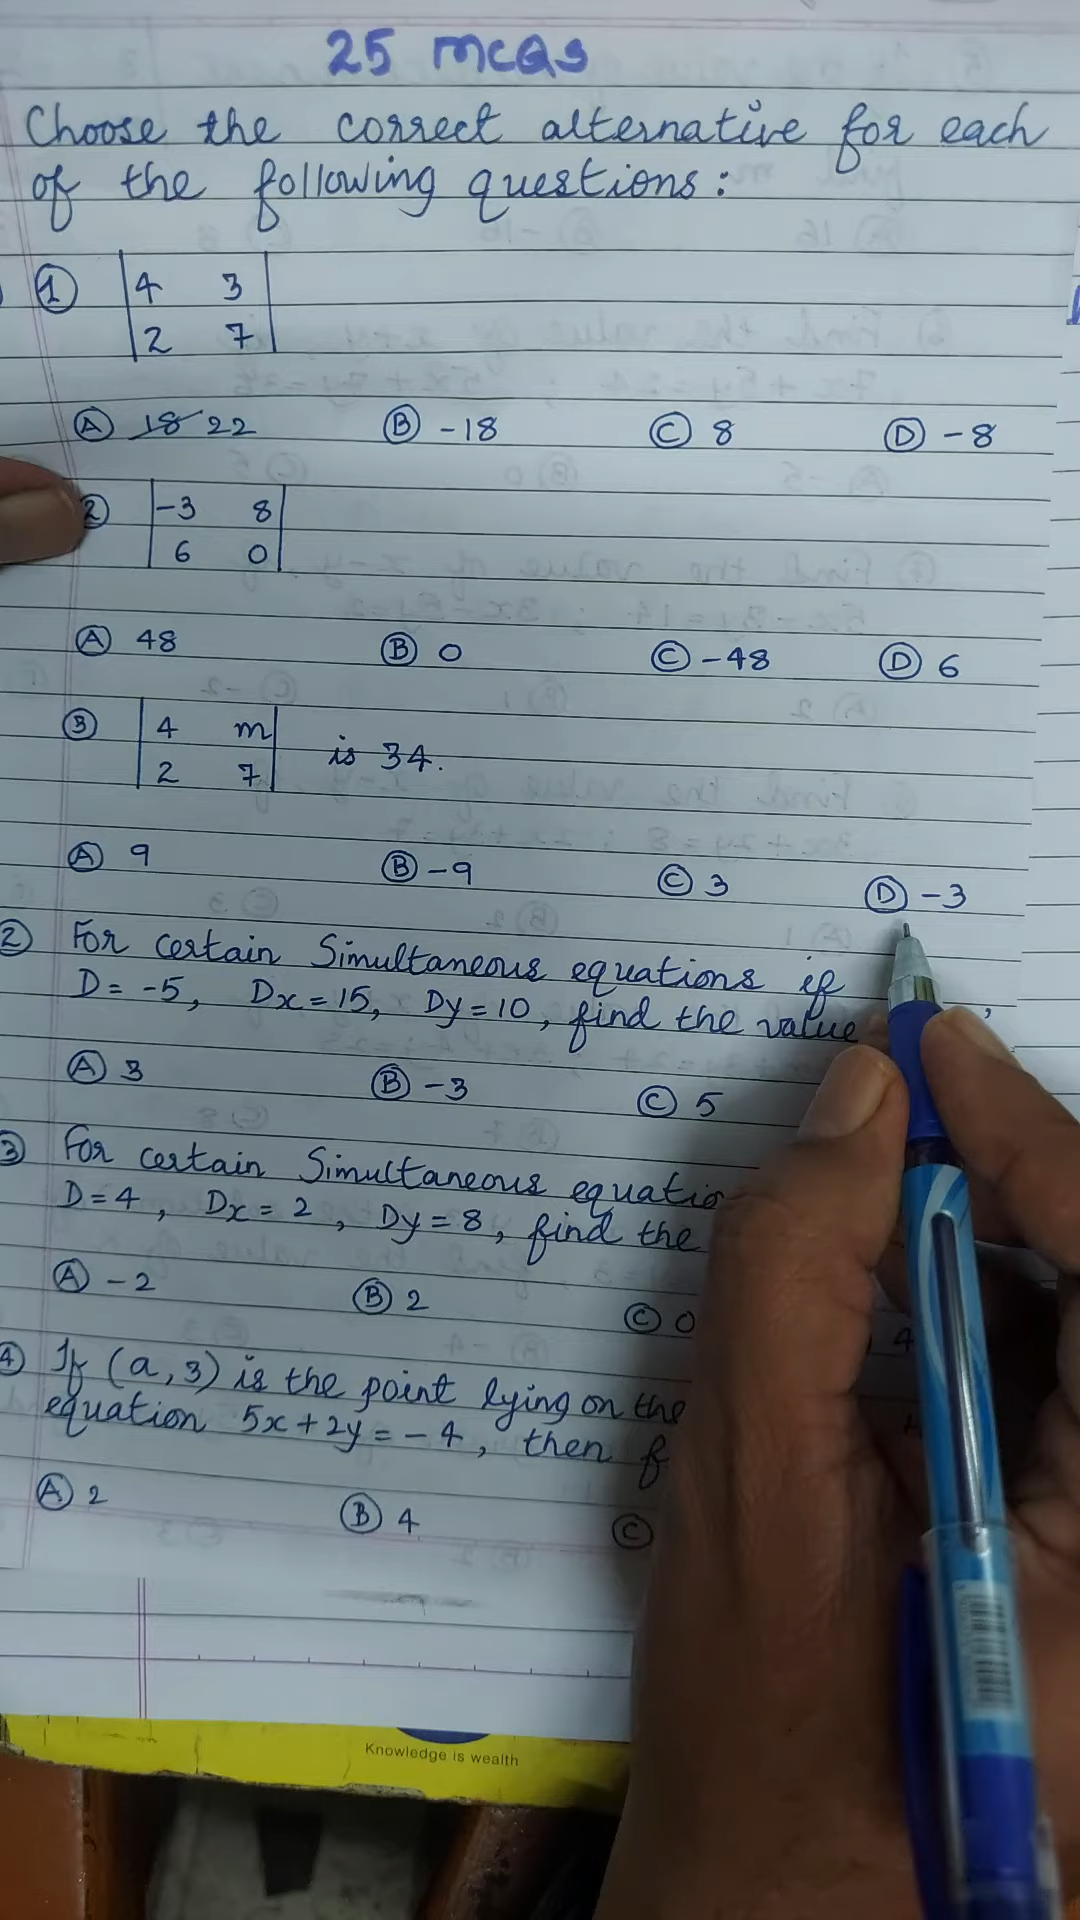 25 MCQs
Choose the correct alternative for each
of the following questions:
① |4 3|
|2 7|
Ⓐ 18 22 Ⓑ -18 Ⓒ 8 Ⓓ -8
② |-3 8|
|6 0|
Ⓐ 48 Ⓑ 0 Ⓒ -48 Ⓓ 6
③ |4 m| is 34.
|2 7|
Ⓐ 9 Ⓑ -9 Ⓒ 3 Ⓓ -3
② For certain Simultaneous equations if
D = -5, Dx = 15, Dy = 10, find the value
Ⓐ 3 Ⓑ -3 Ⓒ 5
③ For certain Simultaneous equatio
D = 4, Dx = 2, Dy = 8, find the
Ⓐ -2 Ⓑ 2 Ⓒ 0 4
④ If (a, 3) is the point lying on the
equation 5x + 2y = -4, then f
Ⓐ 2 Ⓑ 4 Ⓒ
Knowledge is wealth